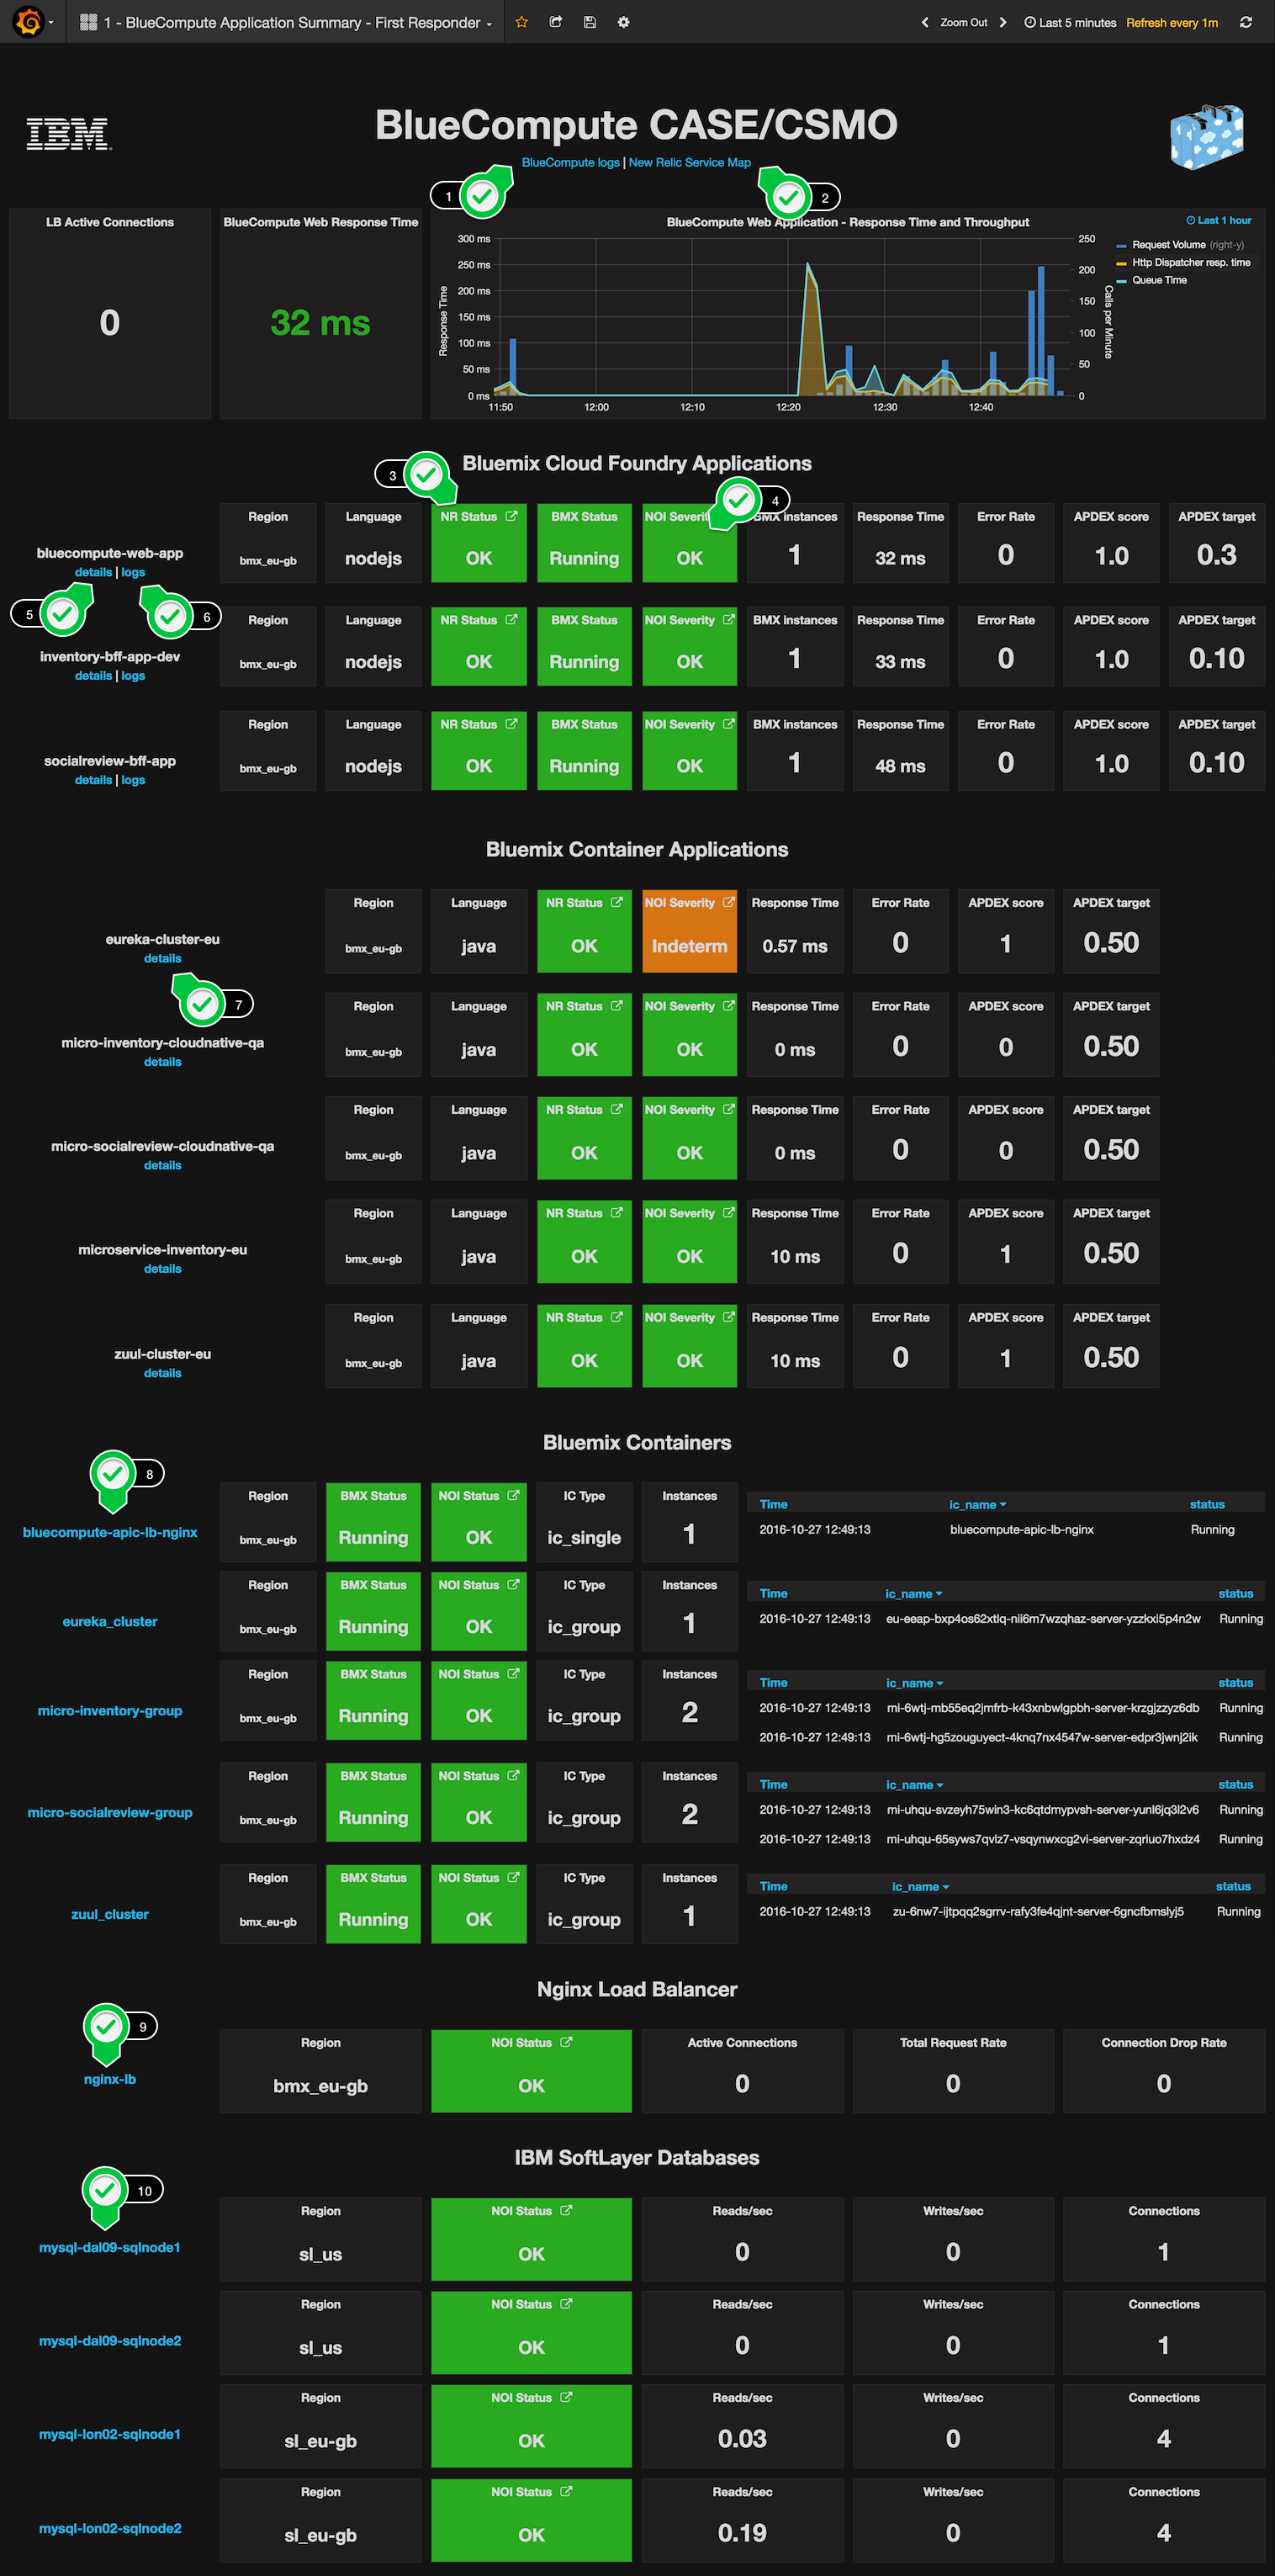 1 - BlueCompute Application Summary - First Responder
Zoom Out Last 5 minutes Refresh every 1m
IBM
BlueCompute CASE/CSMO
BlueCompute logs | New Relic Service Map
1 2
LB Active Connections
0
BlueCompute Web Response Time
32 ms
BlueCompute Web Application - Response Time and Throughput
Last 1 hour
Response Time
300 ms
250 ms
200 ms
150 ms
100 ms
50 ms
0 ms
11:50 12:00 12:10 12:20 12:30 12:40
250
200
150
100
50
0
Calls per Minute
Request Volume (right-y)
Http Dispatcher resp. time
Queue Time
3 Bluemix Cloud Foundry Applications
4
Region Language NR Status BMX Status NOI Severity BMX instances Response Time Error Rate APDEX score APDEX target
bluecompute-web-app
bmx_eu-gb nodejs OK Running OK 1 32 ms 0 1.0 0.3
details | logs
5 6
Region Language NR Status BMX Status NOI Severity BMX instances Response Time Error Rate APDEX score APDEX target
inventory-bff-app-dev
bmx_eu-gb nodejs OK Running OK 1 33 ms 0 1.0 0.10
details | logs
Region Language NR Status BMX Status NOI Severity BMX instances Response Time Error Rate APDEX score APDEX target
socialreview-bff-app
bmx_eu-gb nodejs OK Running OK 1 48 ms 0 1.0 0.10
details | logs
Bluemix Container Applications
Region Language NR Status NOI Severity Response Time Error Rate APDEX score APDEX target
eureka-cluster-eu
bmx_eu-gb java OK Indeterm 0.57 ms 0 1 0.50
details
7
Region Language NR Status NOI Severity Response Time Error Rate APDEX score APDEX target
micro-inventory-cloudnative-qa
bmx_eu-gb java OK OK 0 ms 0 0 0.50
details
Region Language NR Status NOI Severity Response Time Error Rate APDEX score APDEX target
micro-socialreview-cloudnative-qa
bmx_eu-gb java OK OK 0 ms 0 0 0.50
details
Region Language NR Status NOI Severity Response Time Error Rate APDEX score APDEX target
microservice-inventory-eu
bmx_eu-gb java OK OK 10 ms 0 1 0.50
details
Region Language NR Status NOI Severity Response Time Error Rate APDEX score APDEX target
zuul-cluster-eu
bmx_eu-gb java OK OK 10 ms 0 1 0.50
details
Bluemix Containers
8
Region BMX Status NOI Status IC Type Instances Time ic_name status
bluecompute-apic-lb-nginx bmx_eu-gb Running OK ic_single 1 2016-10-27 12:49:13 bluecompute-apic-lb-nginx Running
Region BMX Status NOI Status IC Type Instances Time ic_name status
eureka_cluster bmx_eu-gb Running OK ic_group 1 2016-10-27 12:49:13 eu-eeap-bxp4os62xtlq-nii6m7wzqhaz-server-yzzkxi5p4n2w Running
Region BMX Status NOI Status IC Type Instances Time ic_name status
micro-inventory-group bmx_eu-gb Running OK ic_group 2 2016-10-27 12:49:13 mi-6wtj-mb55eq2jmfrb-k43xnbwlgpbh-server-krzgjzzyz6db Running
2016-10-27 12:49:13 mi-6wtj-hg5zouguyect-4knq7nx4547w-server-edpr3jwnj2ik Running
Region BMX Status NOI Status IC Type Instances Time ic_name status
micro-socialreview-group bmx_eu-gb Running OK ic_group 2 2016-10-27 12:49:13 mi-uhqu-svzeyh75win3-kc6qtdmypvsh-server-yunl6jq3l2v6 Running
2016-10-27 12:49:13 mi-uhqu-65syws7qvlz7-vsqynwxcg2vi-server-zqriuo7hxdz4 Running
Region BMX Status NOI Status IC Type Instances Time ic_name status
zuul_cluster bmx_eu-gb Running OK ic_group 1 2016-10-27 12:49:13 zu-6nw7-ijtpqq2sgrrv-rafy3fe4qjnt-server-6gncfbmslyj5 Running
Nginx Load Balancer
9
Region NOI Status Active Connections Total Request Rate Connection Drop Rate
nginx-lb bmx_eu-gb OK 0 0 0
IBM SoftLayer Databases
10
Region NOI Status Reads/sec Writes/sec Connections
mysql-dal09-sqlnode1 sl_us OK 0 0 1
Region NOI Status Reads/sec Writes/sec Connections
mysql-dal09-sqlnode2 sl_us OK 0 0 1
Region NOI Status Reads/sec Writes/sec Connections
mysql-lon02-sqlnode1 sl_eu-gb OK 0.03 0 4
Region NOI Status Reads/sec Writes/sec Connections
mysql-lon02-sqlnode2 sl_eu-gb OK 0.19 0 4